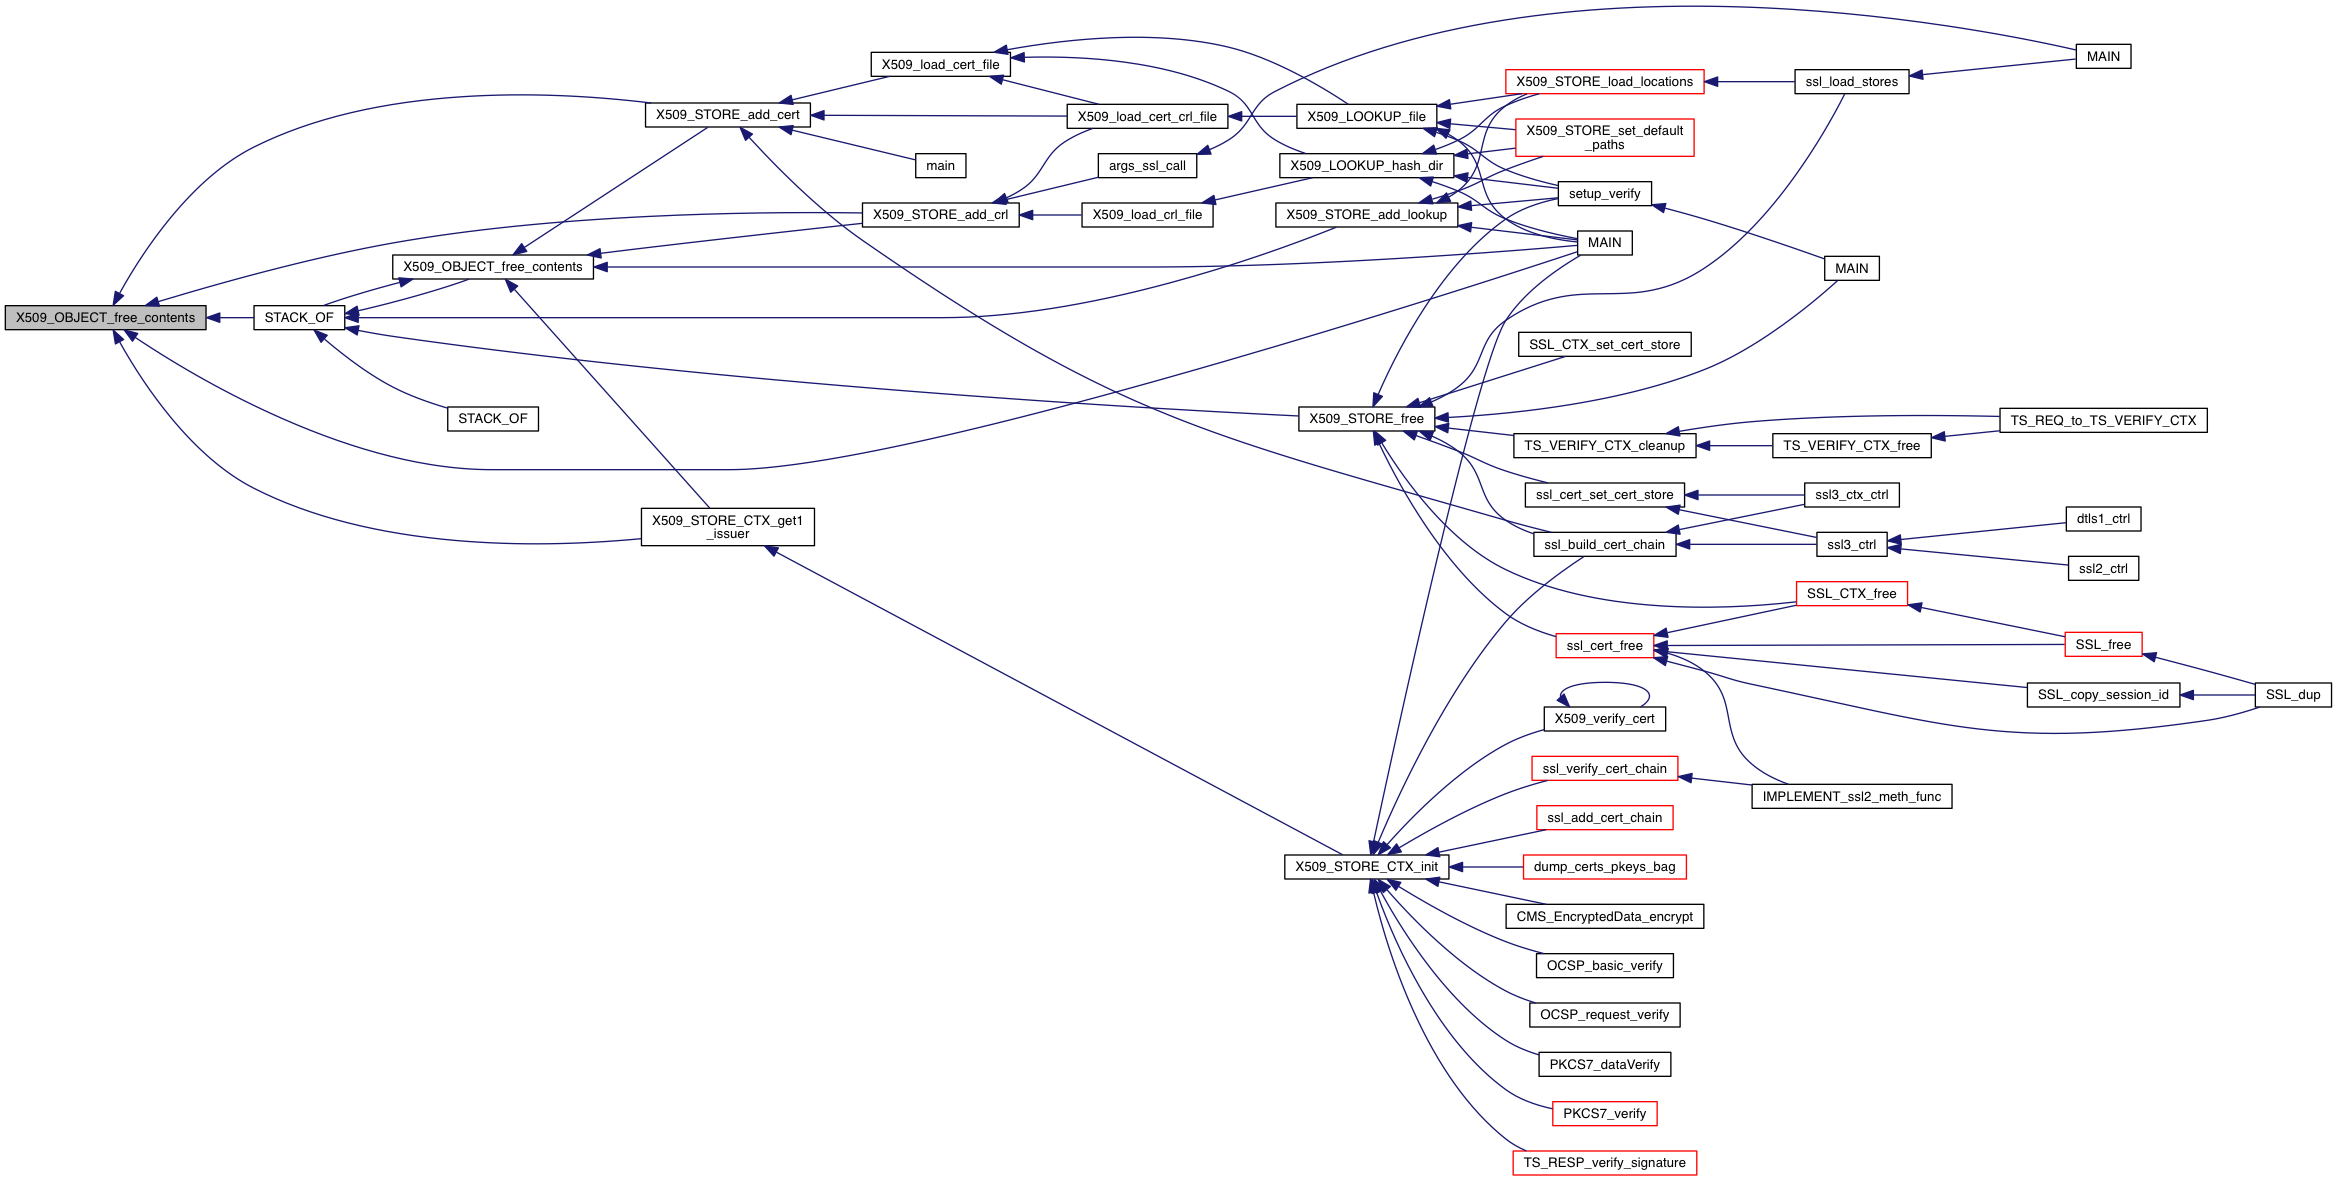 X509_OBJECT_free_contents
STACK_OF
X509_OBJECT_free_contents
STACK_OF
X509_STORE_add_cert
X509_STORE_CTX_get1
_issuer
X509_load_cert_file
main
X509_STORE_add_crl
X509_load_cert_crl_file
args_ssl_call
X509_load_crl_file
X509_LOOKUP_file
X509_LOOKUP_hash_dir
X509_STORE_add_lookup
X509_STORE_free
X509_STORE_CTX_init
X509_STORE_load_locations
X509_STORE_set_default
_paths
setup_verify
MAIN
SSL_CTX_set_cert_store
TS_VERIFY_CTX_cleanup
ssl_cert_set_cert_store
ssl_build_cert_chain
ssl_cert_free
X509_verify_cert
ssl_verify_cert_chain
ssl_add_cert_chain
dump_certs_pkeys_bag
CMS_EncryptedData_encrypt
OCSP_basic_verify
OCSP_request_verify
PKCS7_dataVerify
PKCS7_verify
TS_RESP_verify_signature
ssl_load_stores
MAIN
TS_VERIFY_CTX_free
ssl3_ctx_ctrl
ssl3_ctrl
SSL_CTX_free
IMPLEMENT_ssl2_meth_func
MAIN
TS_REQ_to_TS_VERIFY_CTX
dtls1_ctrl
ssl2_ctrl
SSL_free
SSL_copy_session_id
SSL_dup